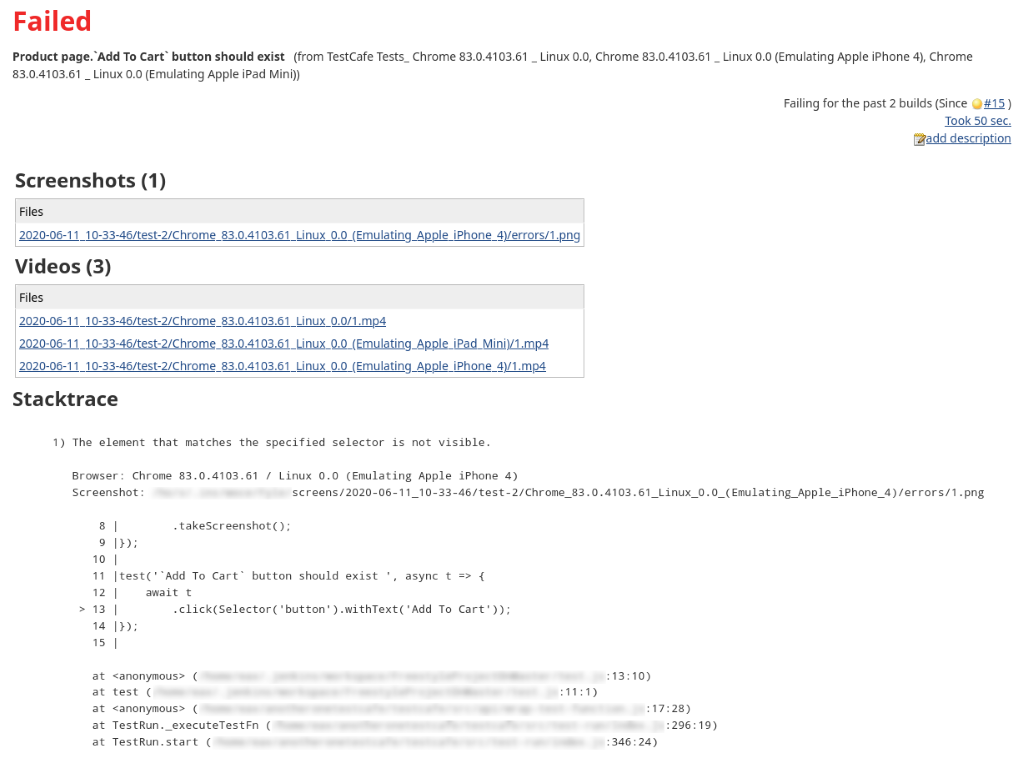 Failed
Product page.`Add To Cart` button should exist (from TestCafe Tests_ Chrome 83.0.4103.61 _ Linux 0.0, Chrome 83.0.4103.61 _ Linux 0.0 (Emulating Apple iPhone 4), Chrome
83.0.4103.61 _ Linux 0.0 (Emulating Apple iPad Mini))
Failing for the past 2 builds (Since #15 )
Took 50 sec.
add description
Screenshots (1)
Files
2020-06-11_10-33-46/test-2/Chrome_83.0.4103.61_Linux_0.0_(Emulating_Apple_iPhone_4)/errors/1.png
Videos (3)
Files
2020-06-11_10-33-46/test-2/Chrome_83.0.4103.61_Linux_0.0/1.mp4
2020-06-11_10-33-46/test-2/Chrome_83.0.4103.61_Linux_0.0_(Emulating_Apple_iPad_Mini)/1.mp4
2020-06-11_10-33-46/test-2/Chrome_83.0.4103.61_Linux_0.0_(Emulating_Apple_iPhone_4)/1.mp4
Stacktrace
1) The element that matches the specified selector is not visible.
Browser: Chrome 83.0.4103.61 / Linux 0.0 (Emulating Apple iPhone 4)
Screenshot: screens/2020-06-11_10-33-46/test-2/Chrome_83.0.4103.61_Linux_0.0_(Emulating_Apple_iPhone_4)/errors/1.png
8 |        .takeScreenshot();
9 |});
10 |
11 |test('`Add To Cart` button should exist ', async t => {
12 |    await t
> 13 |        .click(Selector('button').withText('Add To Cart'));
14 |});
15 |
at <anonymous> ( :13:10)
at test ( :11:1)
at <anonymous> ( :17:28)
at TestRun._executeTestFn ( :296:19)
at TestRun.start ( :346:24)